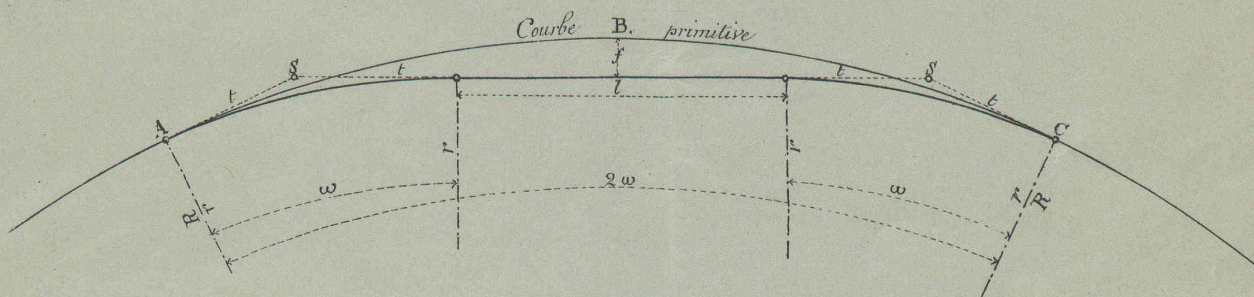 Courbe B. primitive
f
S t t S
t l t
A C
r r
ω 2ω ω
R r r R